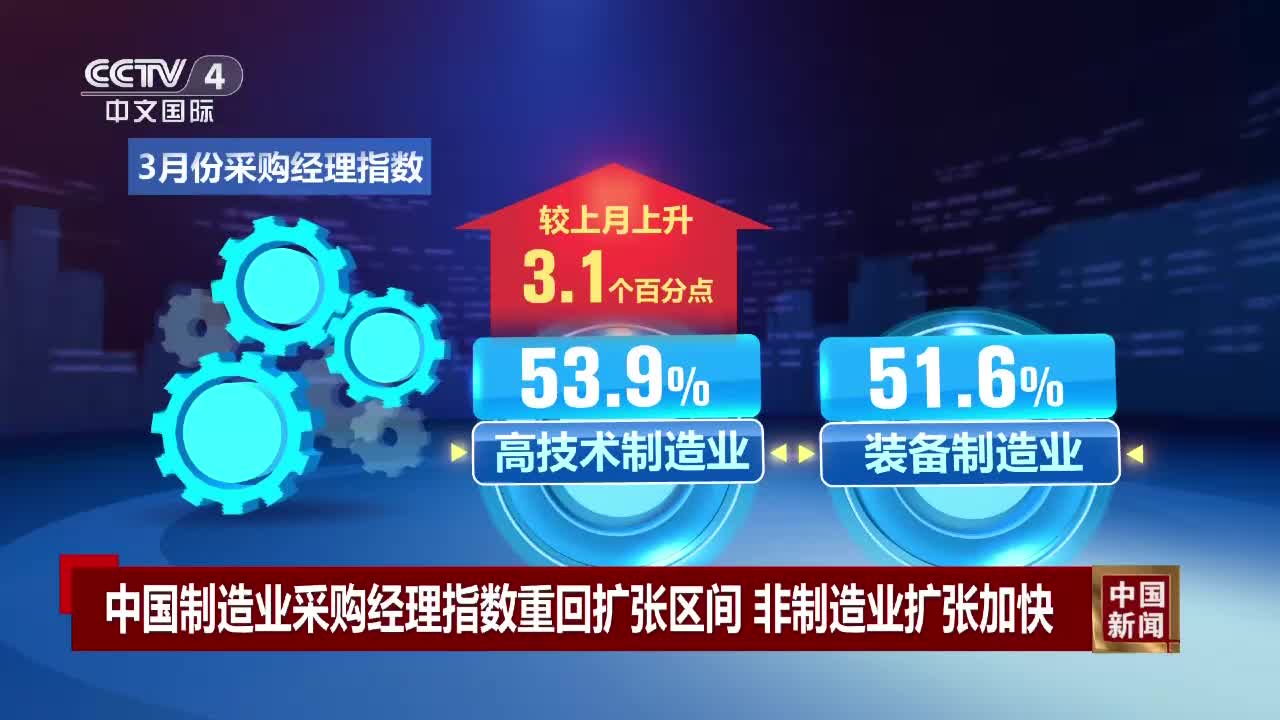 CCTV 4
中文国际
3月份采购经理指数
较上月上升
3.1个百分点
53.9%
高技术制造业
51.6%
装备制造业
中国制造业采购经理指数重回扩张区间 非制造业扩张加快
中国
新闻